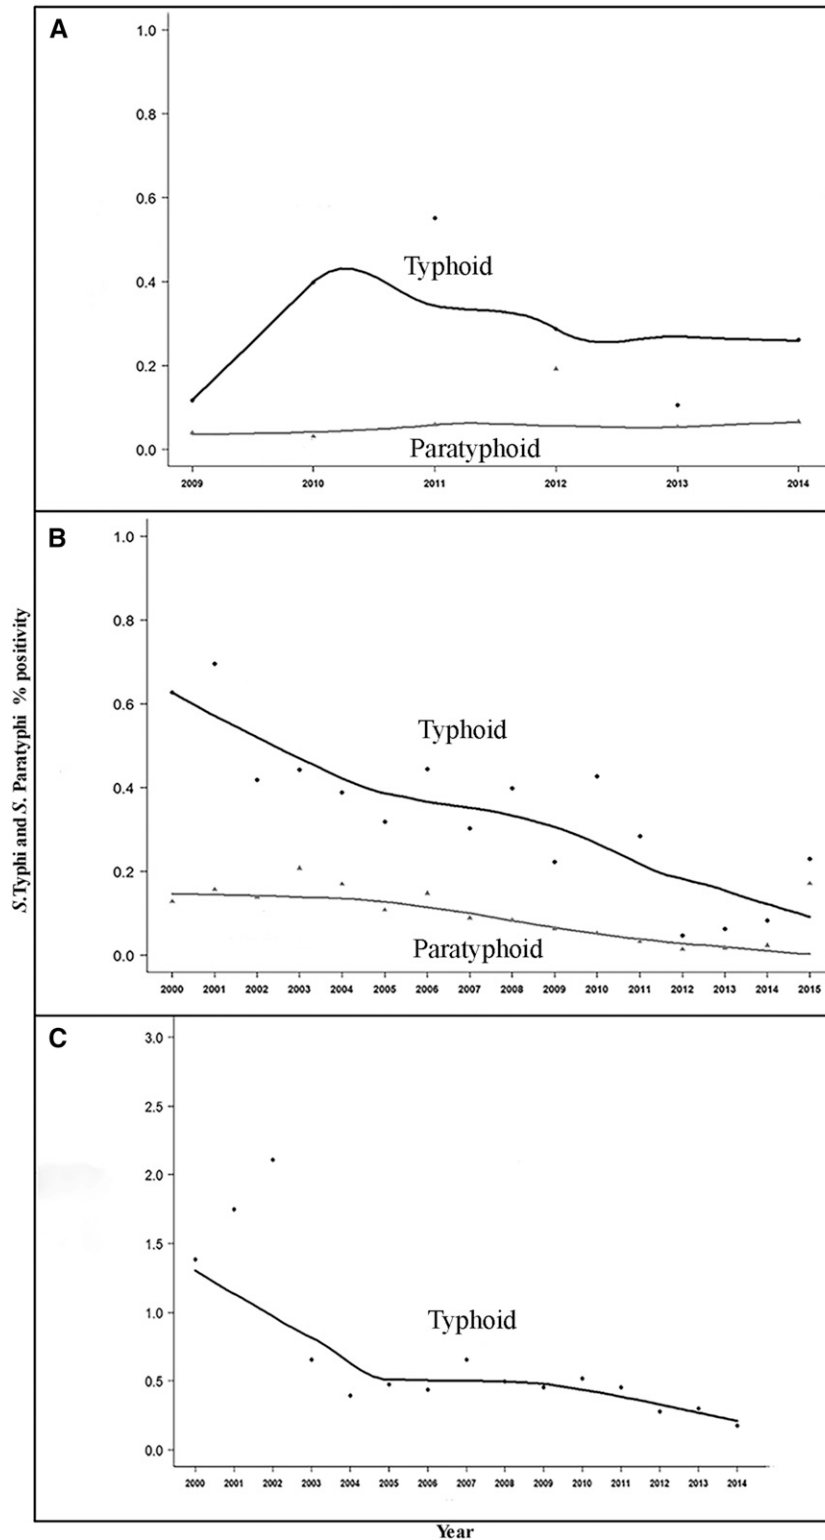 A
1.0
0.8
0.6
0.4
0.2
0.0
Typhoid
Paratyphoid
2009 2010 2011 2012 2013 2014
B
1.0
0.8
0.6
0.4
0.2
0.0
Typhoid
Paratyphoid
2000 2001 2002 2003 2004 2005 2006 2007 2008 2009 2010 2011 2012 2013 2014 2015
S.Typhi and S. Paratyphi % positivity
C
3.0
2.5
2.0
1.5
1.0
0.5
0.0
Typhoid
2000 2001 2002 2003 2004 2005 2006 2007 2008 2009 2010 2011 2012 2013 2014
Year